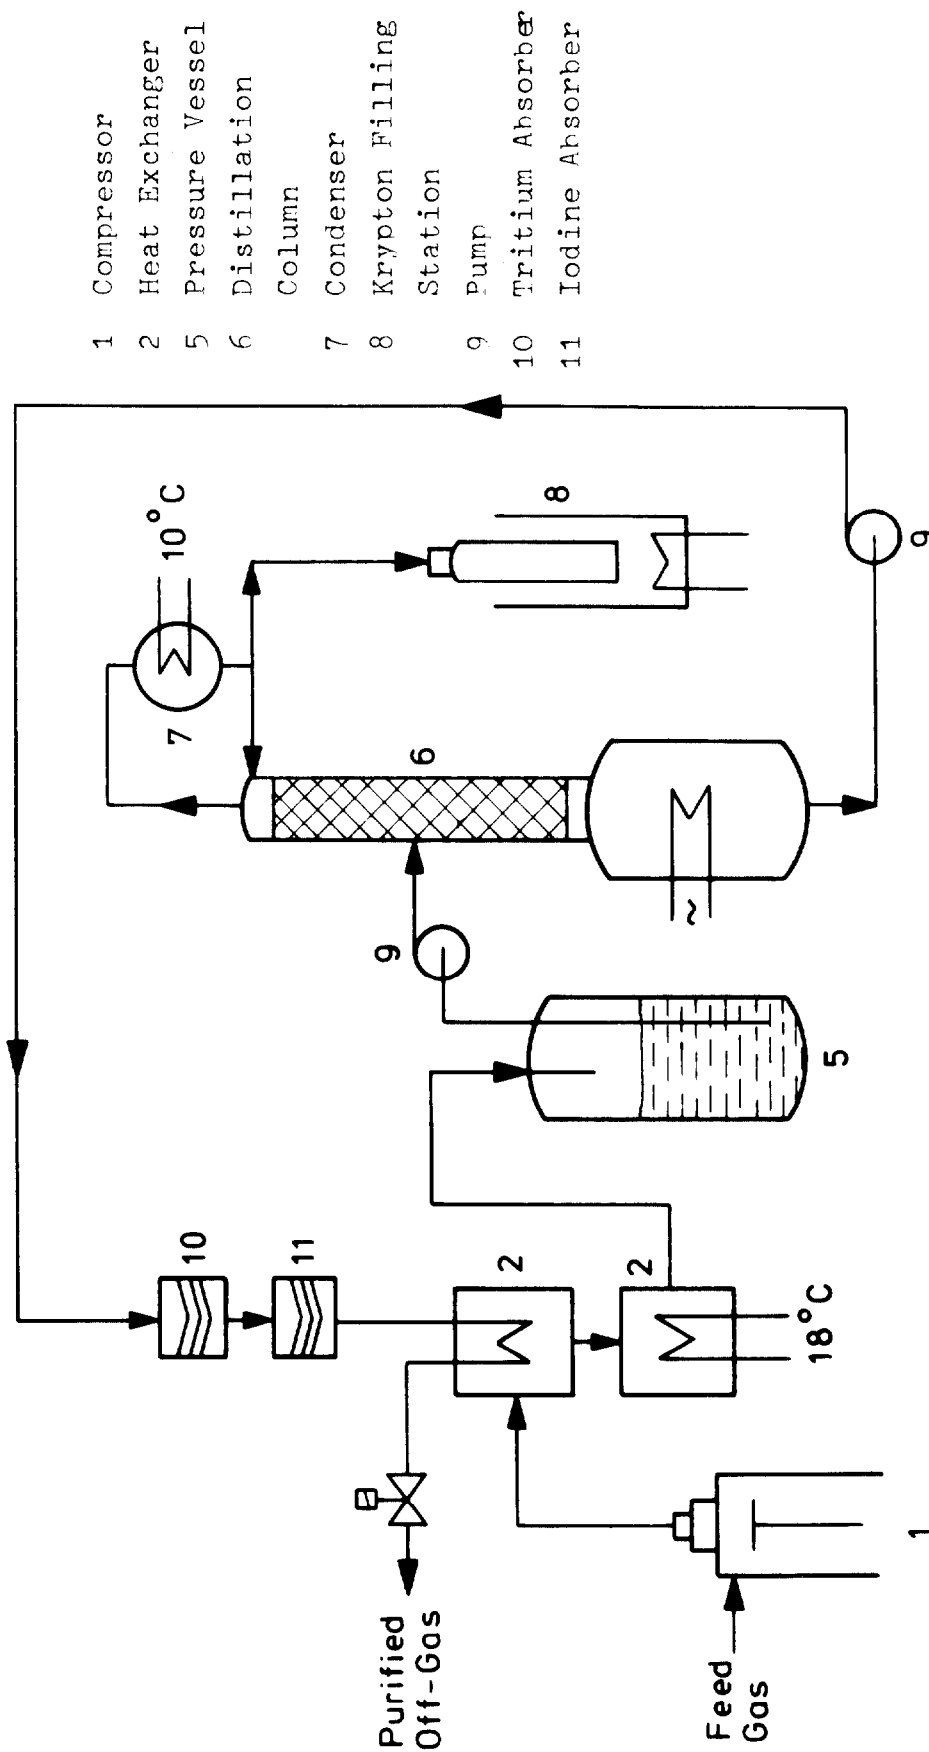 1 Compressor
2 Heat Exchanger
5 Pressure Vessel
6 Distillation
Column
7 Condenser
8 Krypton Filling
Station
9 Pump
10 Tritium Absorber
11 Iodine Absorber
10°C
7
8
6
9
9
5
10
11
2
2
18°C
Purified
Off-Gas
Feed
Gas
1
~